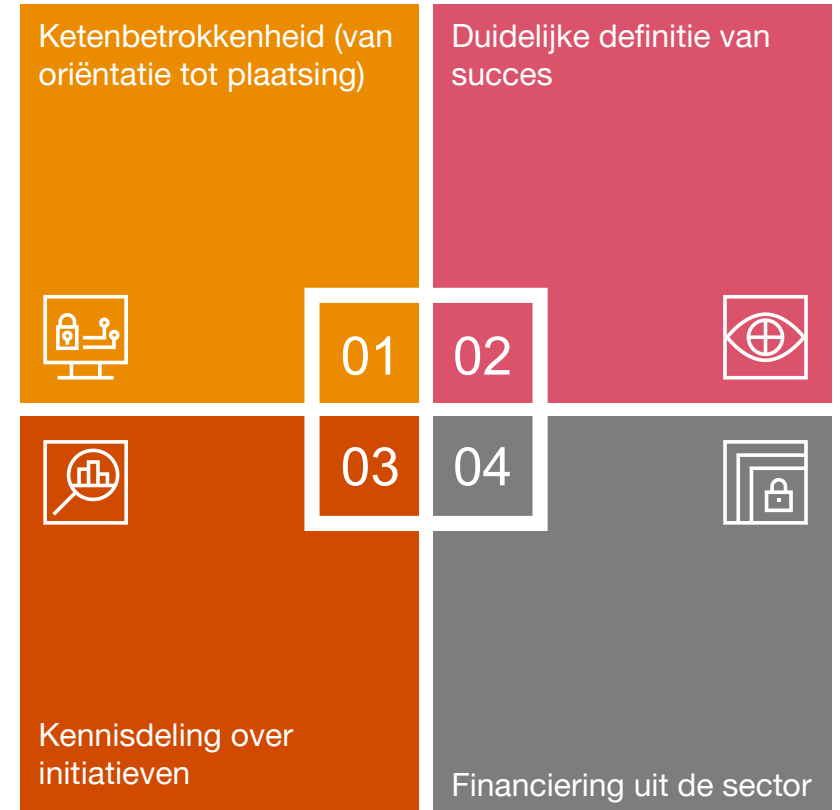 Ketenbetrokkenheid (van
oriëntatie tot plaatsing)
Duidelijke definitie van
succes
01
02
03
04
Kennisdeling over
initiatieven
Financiering uit de sector